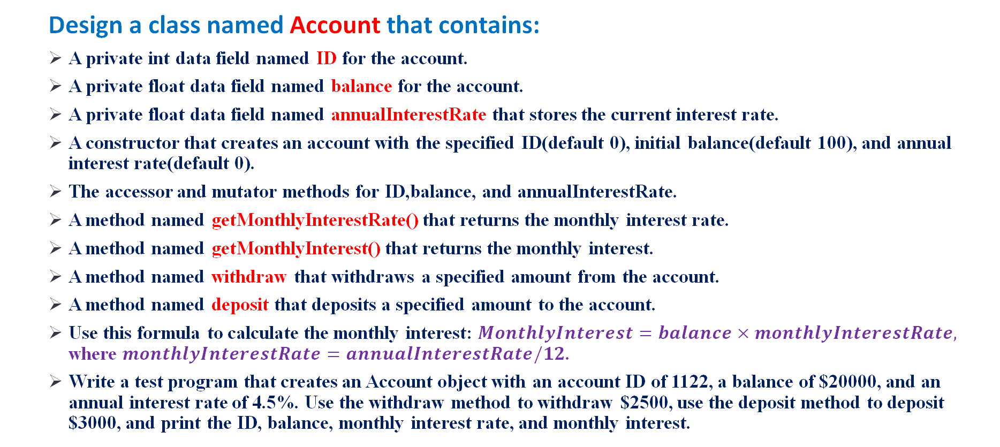 Design a class named Account that contains:
➢ A private int data field named ID for the account.
➢ A private float data field named balance for the account.
➢ A private float data field named annualInterestRate that stores the current interest rate.
➢ A constructor that creates an account with the specified ID(default 0), initial balance(default 100), and annual
interest rate(default 0).
➢ The accessor and mutator methods for ID,balance, and annualInterestRate.
➢ A method named getMonthlyInterestRate() that returns the monthly interest rate.
➢ A method named getMonthlyInterest() that returns the monthly interest.
➢ A method named withdraw that withdraws a specified amount from the account.
➢ A method named deposit that deposits a specified amount to the account.
➢ Use this formula to calculate the monthly interest: MonthlyInterest = balance × monthlyInterestRate,
where monthlyInterestRate = annualInterestRate/12.
➢ Write a test program that creates an Account object with an account ID of 1122, a balance of $20000, and an
annual interest rate of 4.5%. Use the withdraw method to withdraw $2500, use the deposit method to deposit
$3000, and print the ID, balance, monthly interest rate, and monthly interest.